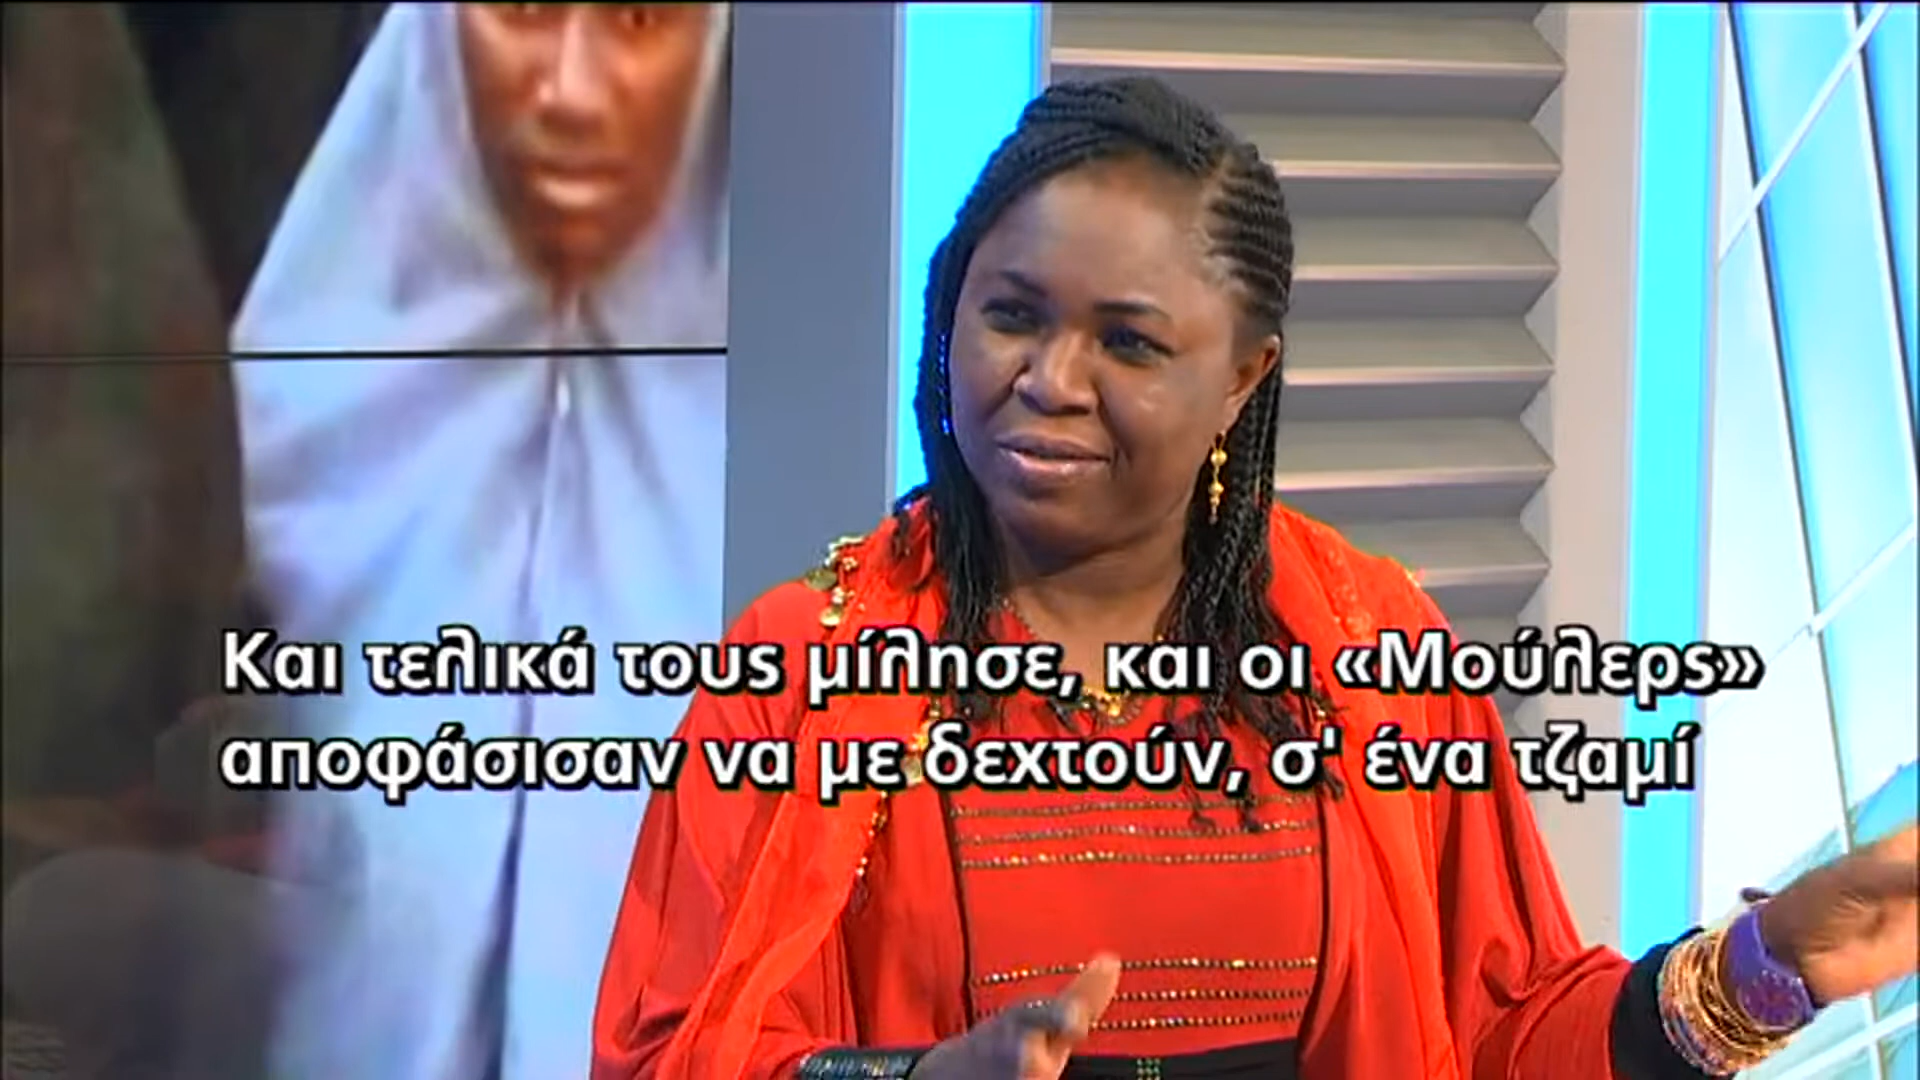 Και τελικά τους μίλησε, και οι «Μούλερς»
αποφάσισαν να με δεχτούν, σ' ένα τζαμί